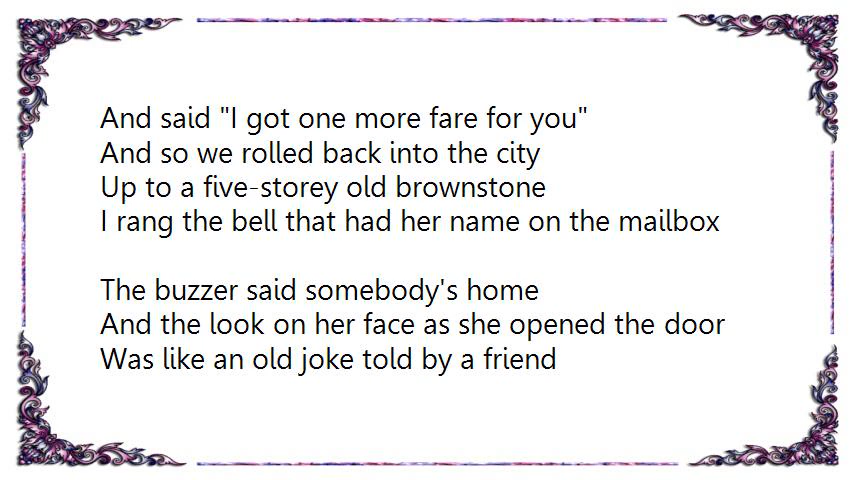 And said "I got one more fare for you"
And so we rolled back into the city
Up to a five-storey old brownstone
I rang the bell that had her name on the mailbox
The buzzer said somebody's home
And the look on her face as she opened the door
Was like an old joke told by a friend